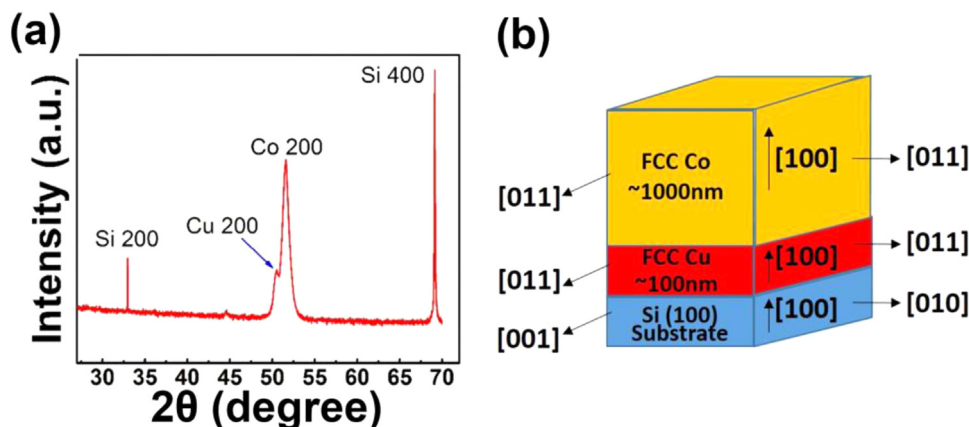 (a)
Intensity (a.u.)
Si 200
Cu 200
Co 200
Si 400
30 35 40 45 50 55 60 65 70
2θ (degree)
(b)
FCC Co
~1000nm
[100]
[011]
[011]
FCC Cu
~100nm
[100]
[011]
[011]
Si (100)
Substrate
[100]
[010]
[001]